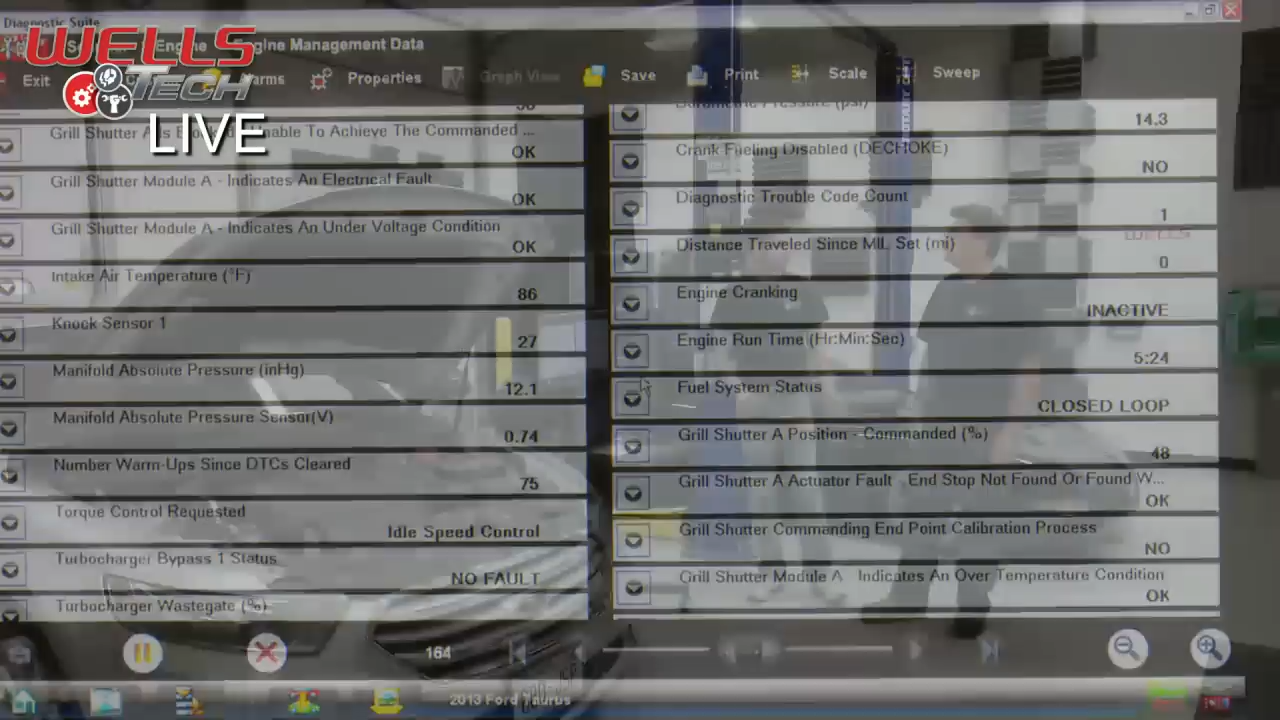 Diagnostic Suite
WELLS
TECH
LIVE
Engine Management Data
Exit
Properties
Graph View
Save
Print
Scale
Sweep
Unable To Achieve The Commanded ...
OK
Grill Shutter Module A - Indicates An Electrical Fault
OK
Grill Shutter Module A - Indicates An Under Voltage Condition
OK
Intake Air Temperature (°F)
86
Knock Sensor 1
27
Manifold Absolute Pressure (inHg)
12.1
Manifold Absolute Pressure Sensor(V)
0.74
Number Warm-Ups Since DTCs Cleared
75
Torque Control Requested
Idle Speed Control
Turbocharger Bypass 1 Status
NO FAULT
Turbocharger Wastegate (%)
Barometric Pressure (psi)
14.3
Crank Fueling Disabled (DECHOKE)
NO
Diagnostic Trouble Code Count
1
Distance Traveled Since MIL Set (mi)
0
Engine Cranking
INACTIVE
Engine Run Time (Hr:Min:Sec)
5:24
Fuel System Status
CLOSED LOOP
Grill Shutter A Position - Commanded (%)
48
Grill Shutter A Actuator Fault End Stop Not Found Or Found W...
OK
Grill Shutter Commanding End Point Calibration Process
NO
Grill Shutter Module A Indicates An Over Temperature Condition
OK
WELLS
164
2013 Ford Taurus